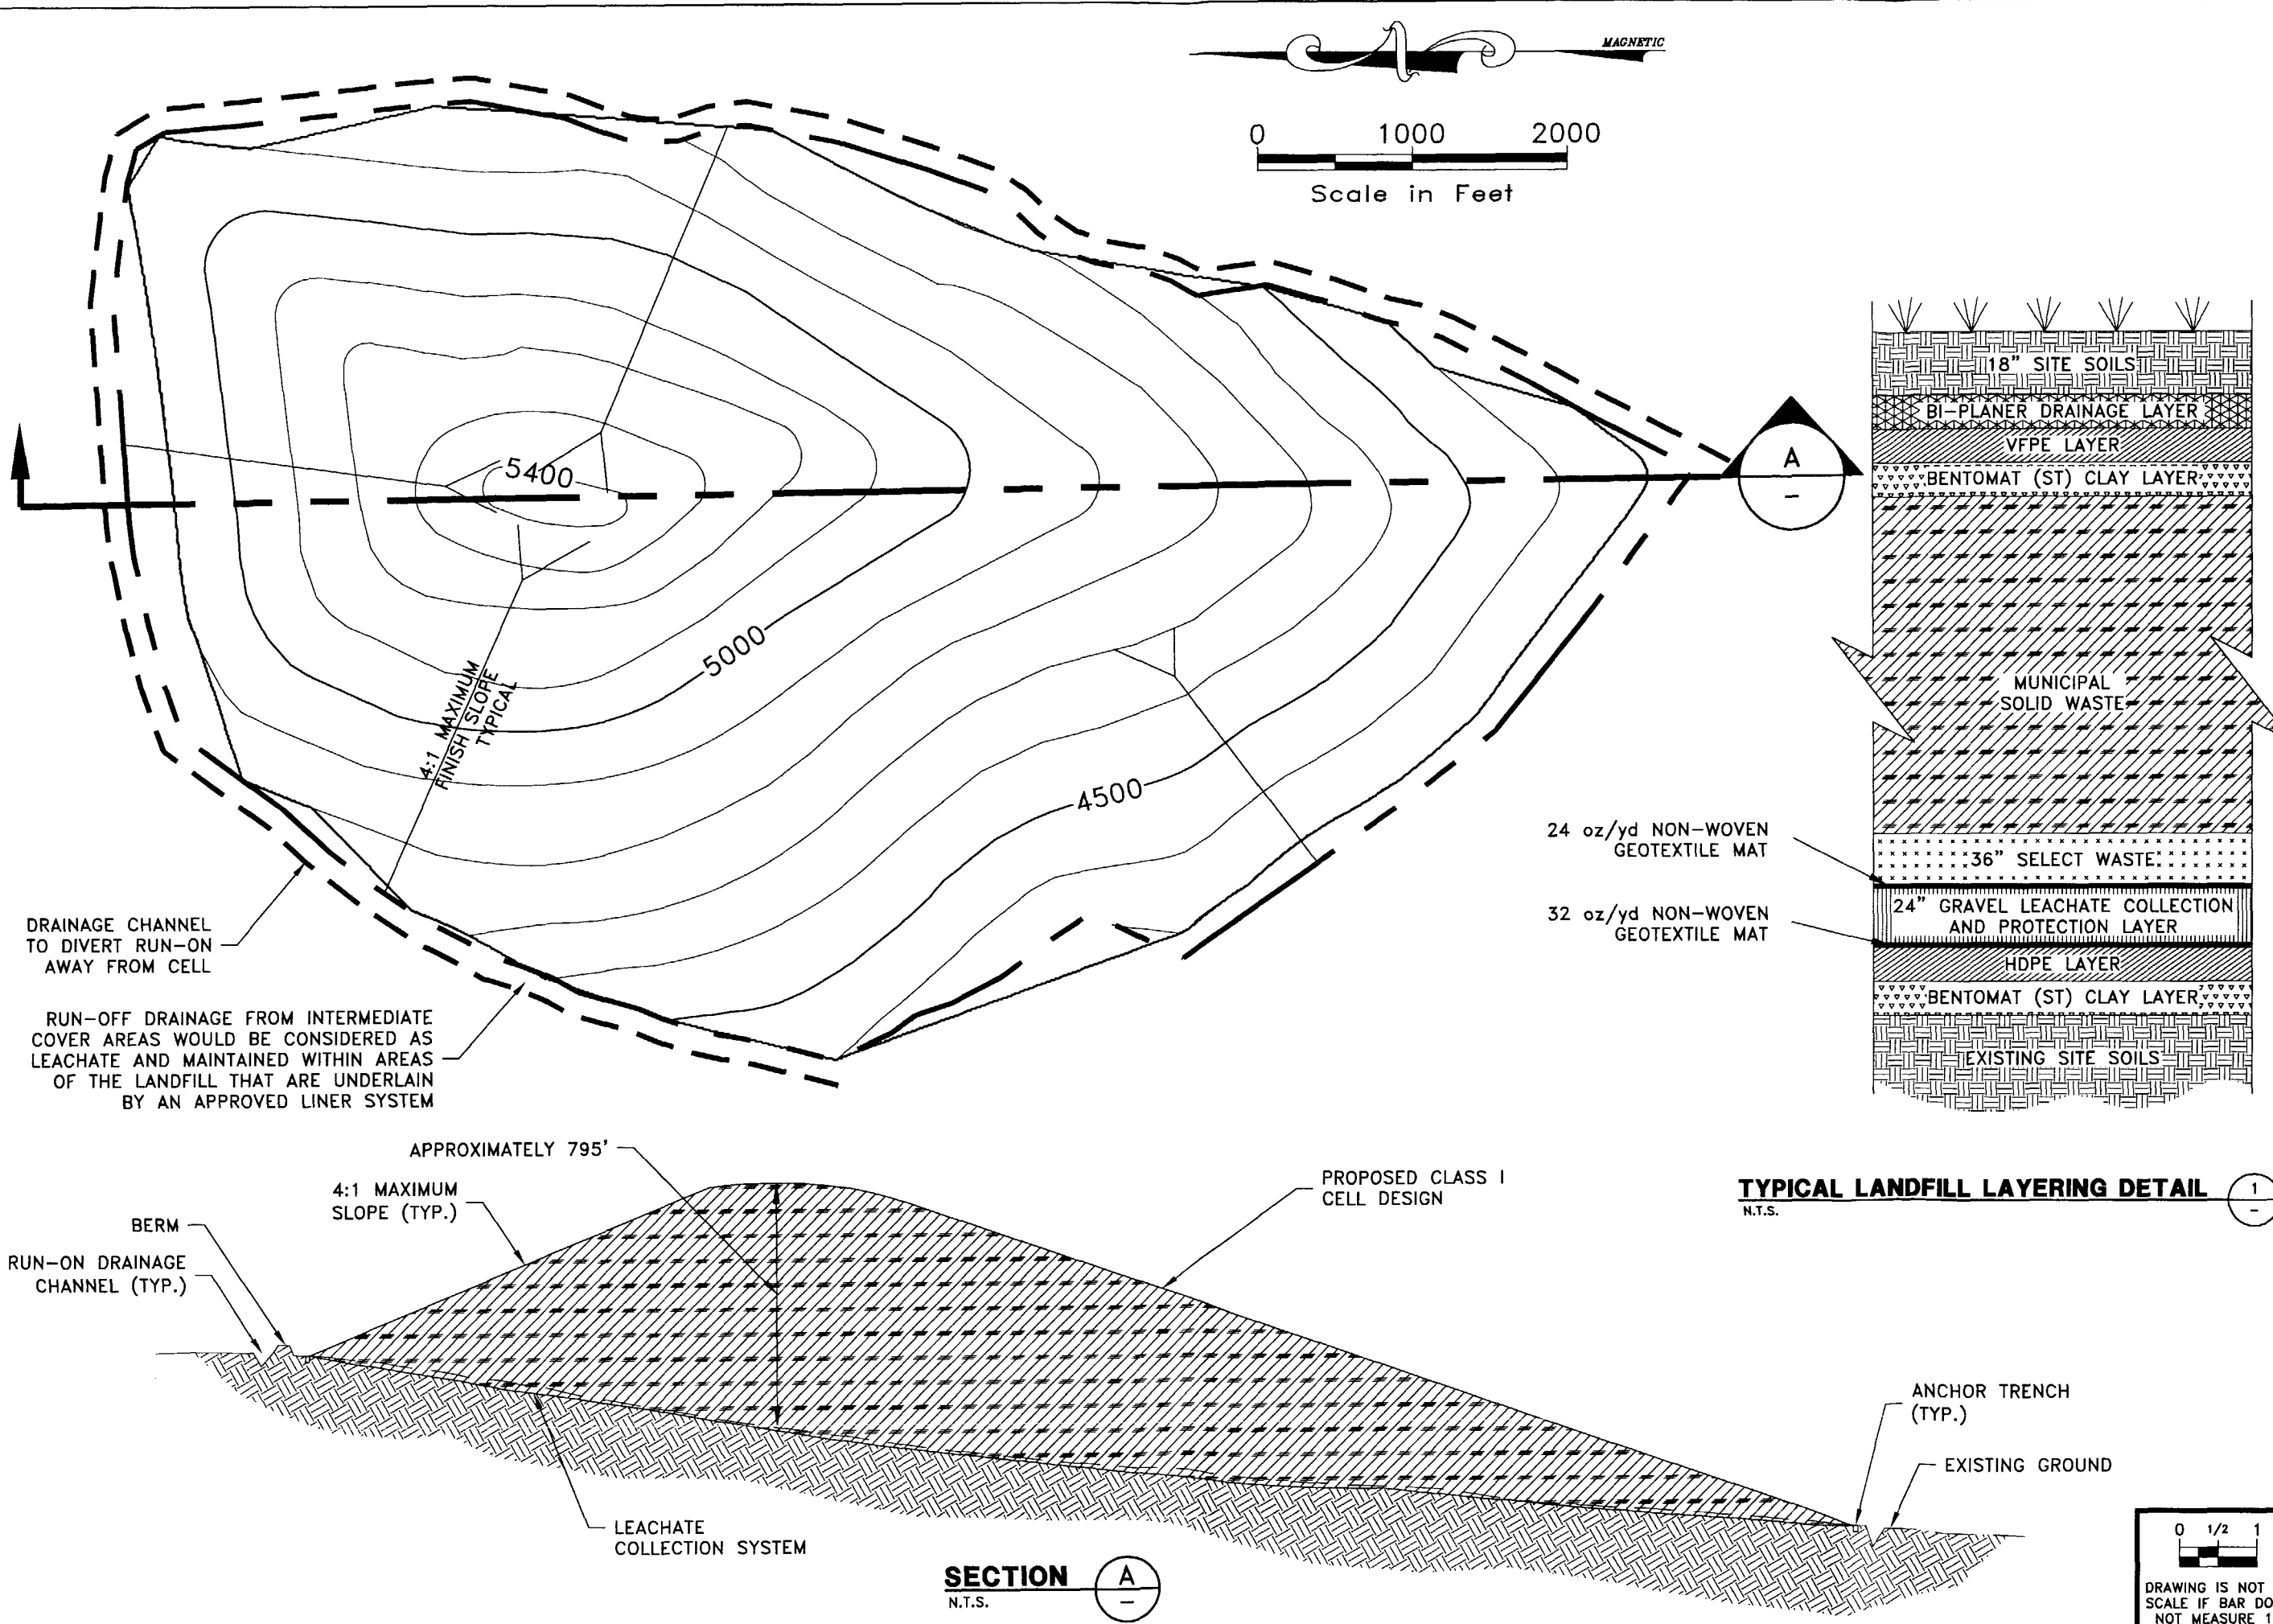 MAGNETIC
0 1000 2000
Scale in Feet
5400
5000
4500
4:1 MAXIMUM
FINISH SLOPE
TYPICAL
A
–
DRAINAGE CHANNEL
TO DIVERT RUN-ON
AWAY FROM CELL
RUN-OFF DRAINAGE FROM INTERMEDIATE
COVER AREAS WOULD BE CONSIDERED AS
LEACHATE AND MAINTAINED WITHIN AREAS
OF THE LANDFILL THAT ARE UNDERLAIN
BY AN APPROVED LINER SYSTEM
18" SITE SOILS
BI-PLANER DRAINAGE LAYER
VFPE LAYER
BENTOMAT (ST) CLAY LAYER
MUNICIPAL
SOLID WASTE
36" SELECT WASTE
24" GRAVEL LEACHATE COLLECTION
AND PROTECTION LAYER
HDPE LAYER
BENTOMAT (ST) CLAY LAYER
EXISTING SITE SOILS
24 oz/yd NON-WOVEN
GEOTEXTILE MAT
32 oz/yd NON-WOVEN
GEOTEXTILE MAT
TYPICAL LANDFILL LAYERING DETAIL
N.T.S.
1
–
APPROXIMATELY 795'
4:1 MAXIMUM
SLOPE (TYP.)
BERM
RUN-ON DRAINAGE
CHANNEL (TYP.)
PROPOSED CLASS I
CELL DESIGN
ANCHOR TRENCH
(TYP.)
EXISTING GROUND
LEACHATE
COLLECTION SYSTEM
SECTION
N.T.S.
A
–
0 1/2 1
DRAWING IS NOT
SCALE IF BAR DO
NOT MEASURE 1